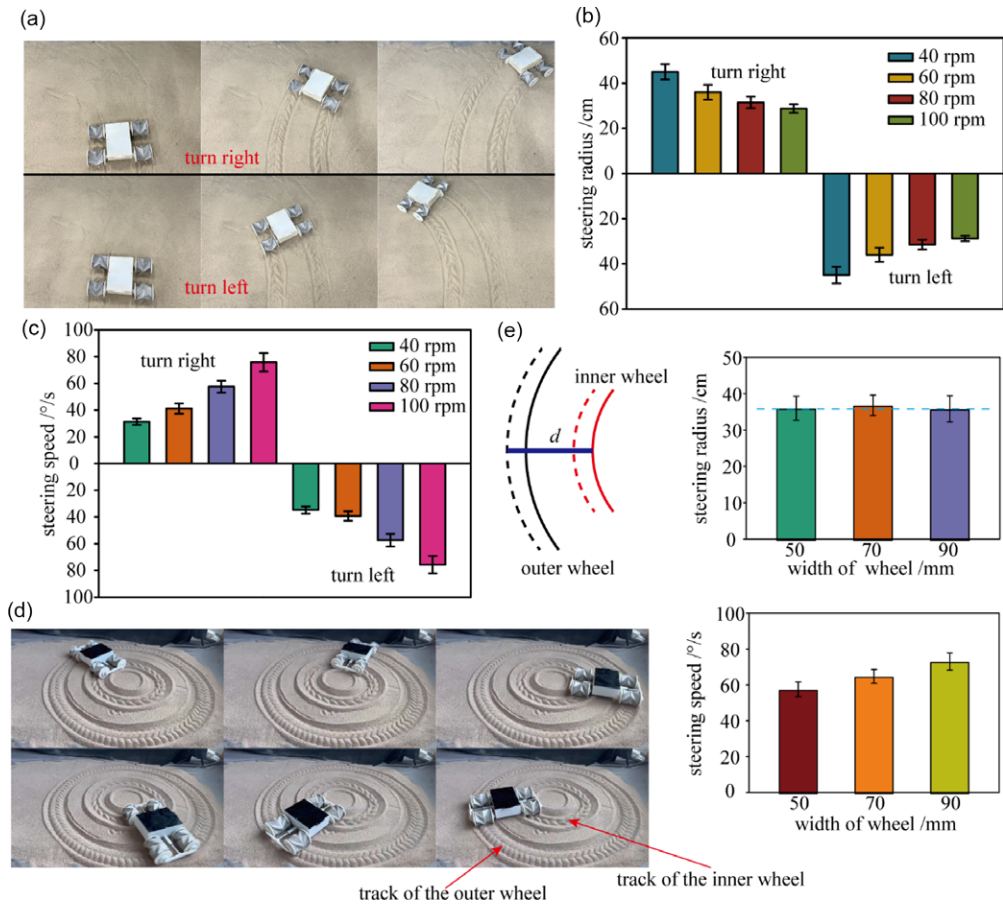 (a)
turn right
turn left
(b)
60
40
20
0
20
40
60
steering radius /cm
turn right
turn left
40 rpm
60 rpm
80 rpm
100 rpm
(c)
100
80
60
40
20
0
20
40
60
80
100
steering speed /°/s
turn right
turn left
40 rpm
60 rpm
80 rpm
100 rpm
(e)
inner wheel
d
outer wheel
50
40
30
20
10
0
steering radius /cm
50 70 90
width of wheel /mm
(d)
track of the outer wheel
track of the inner wheel
100
80
60
40
20
0
steering speed /°/s
50 70 90
width of wheel /mm